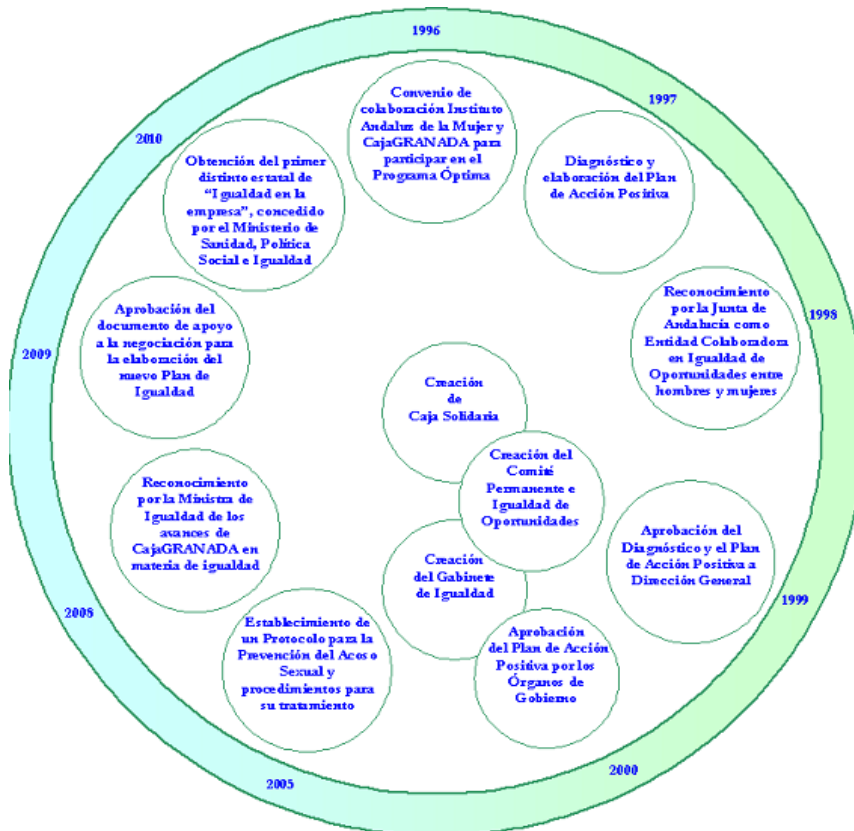 1996
Convenio de
colaboración Instituto
Andaluz de la Mujer y
CajaGRANADA para
participar en el
Programa Óptima
1997
Diagnóstico y
elaboración del Plan
de Acción Positiva
1998
Reconocimiento
por la Junta de
Andalucía como
Entidad Colaboradora
en Igualdad de
Oportunidades entre
hombres y mujeres
1999
Aprobación del
Diagnóstico y el Plan
de Acción Positiva a
Dirección General
2000
Creación
de
Caja Solidaria
Creación del
Comité
Permanente e
Igualdad de
Oportunidades
Creación
del Gabinete
de Igualdad
Aprobación
del Plan de Acción
Positiva por los
Órganos de
Gobierno
2005
Establecimiento de
un Protocolo para la
Prevención del Acoso
Sexual y
procedimientos para
su tratamiento
2008
Reconocimiento
por la Ministra de
Igualdad de los
avances de
CajaGRANADA en
materia de igualdad
2009
Aprobación del
documento de apoyo
a la negociación para
la elaboración del
nuevo Plan de
Igualdad
2010
Obtención del primer
distinto estatal de
“Igualdad en la
empresa”, concedido
por el Ministerio de
Sanidad, Política
Social e Igualdad